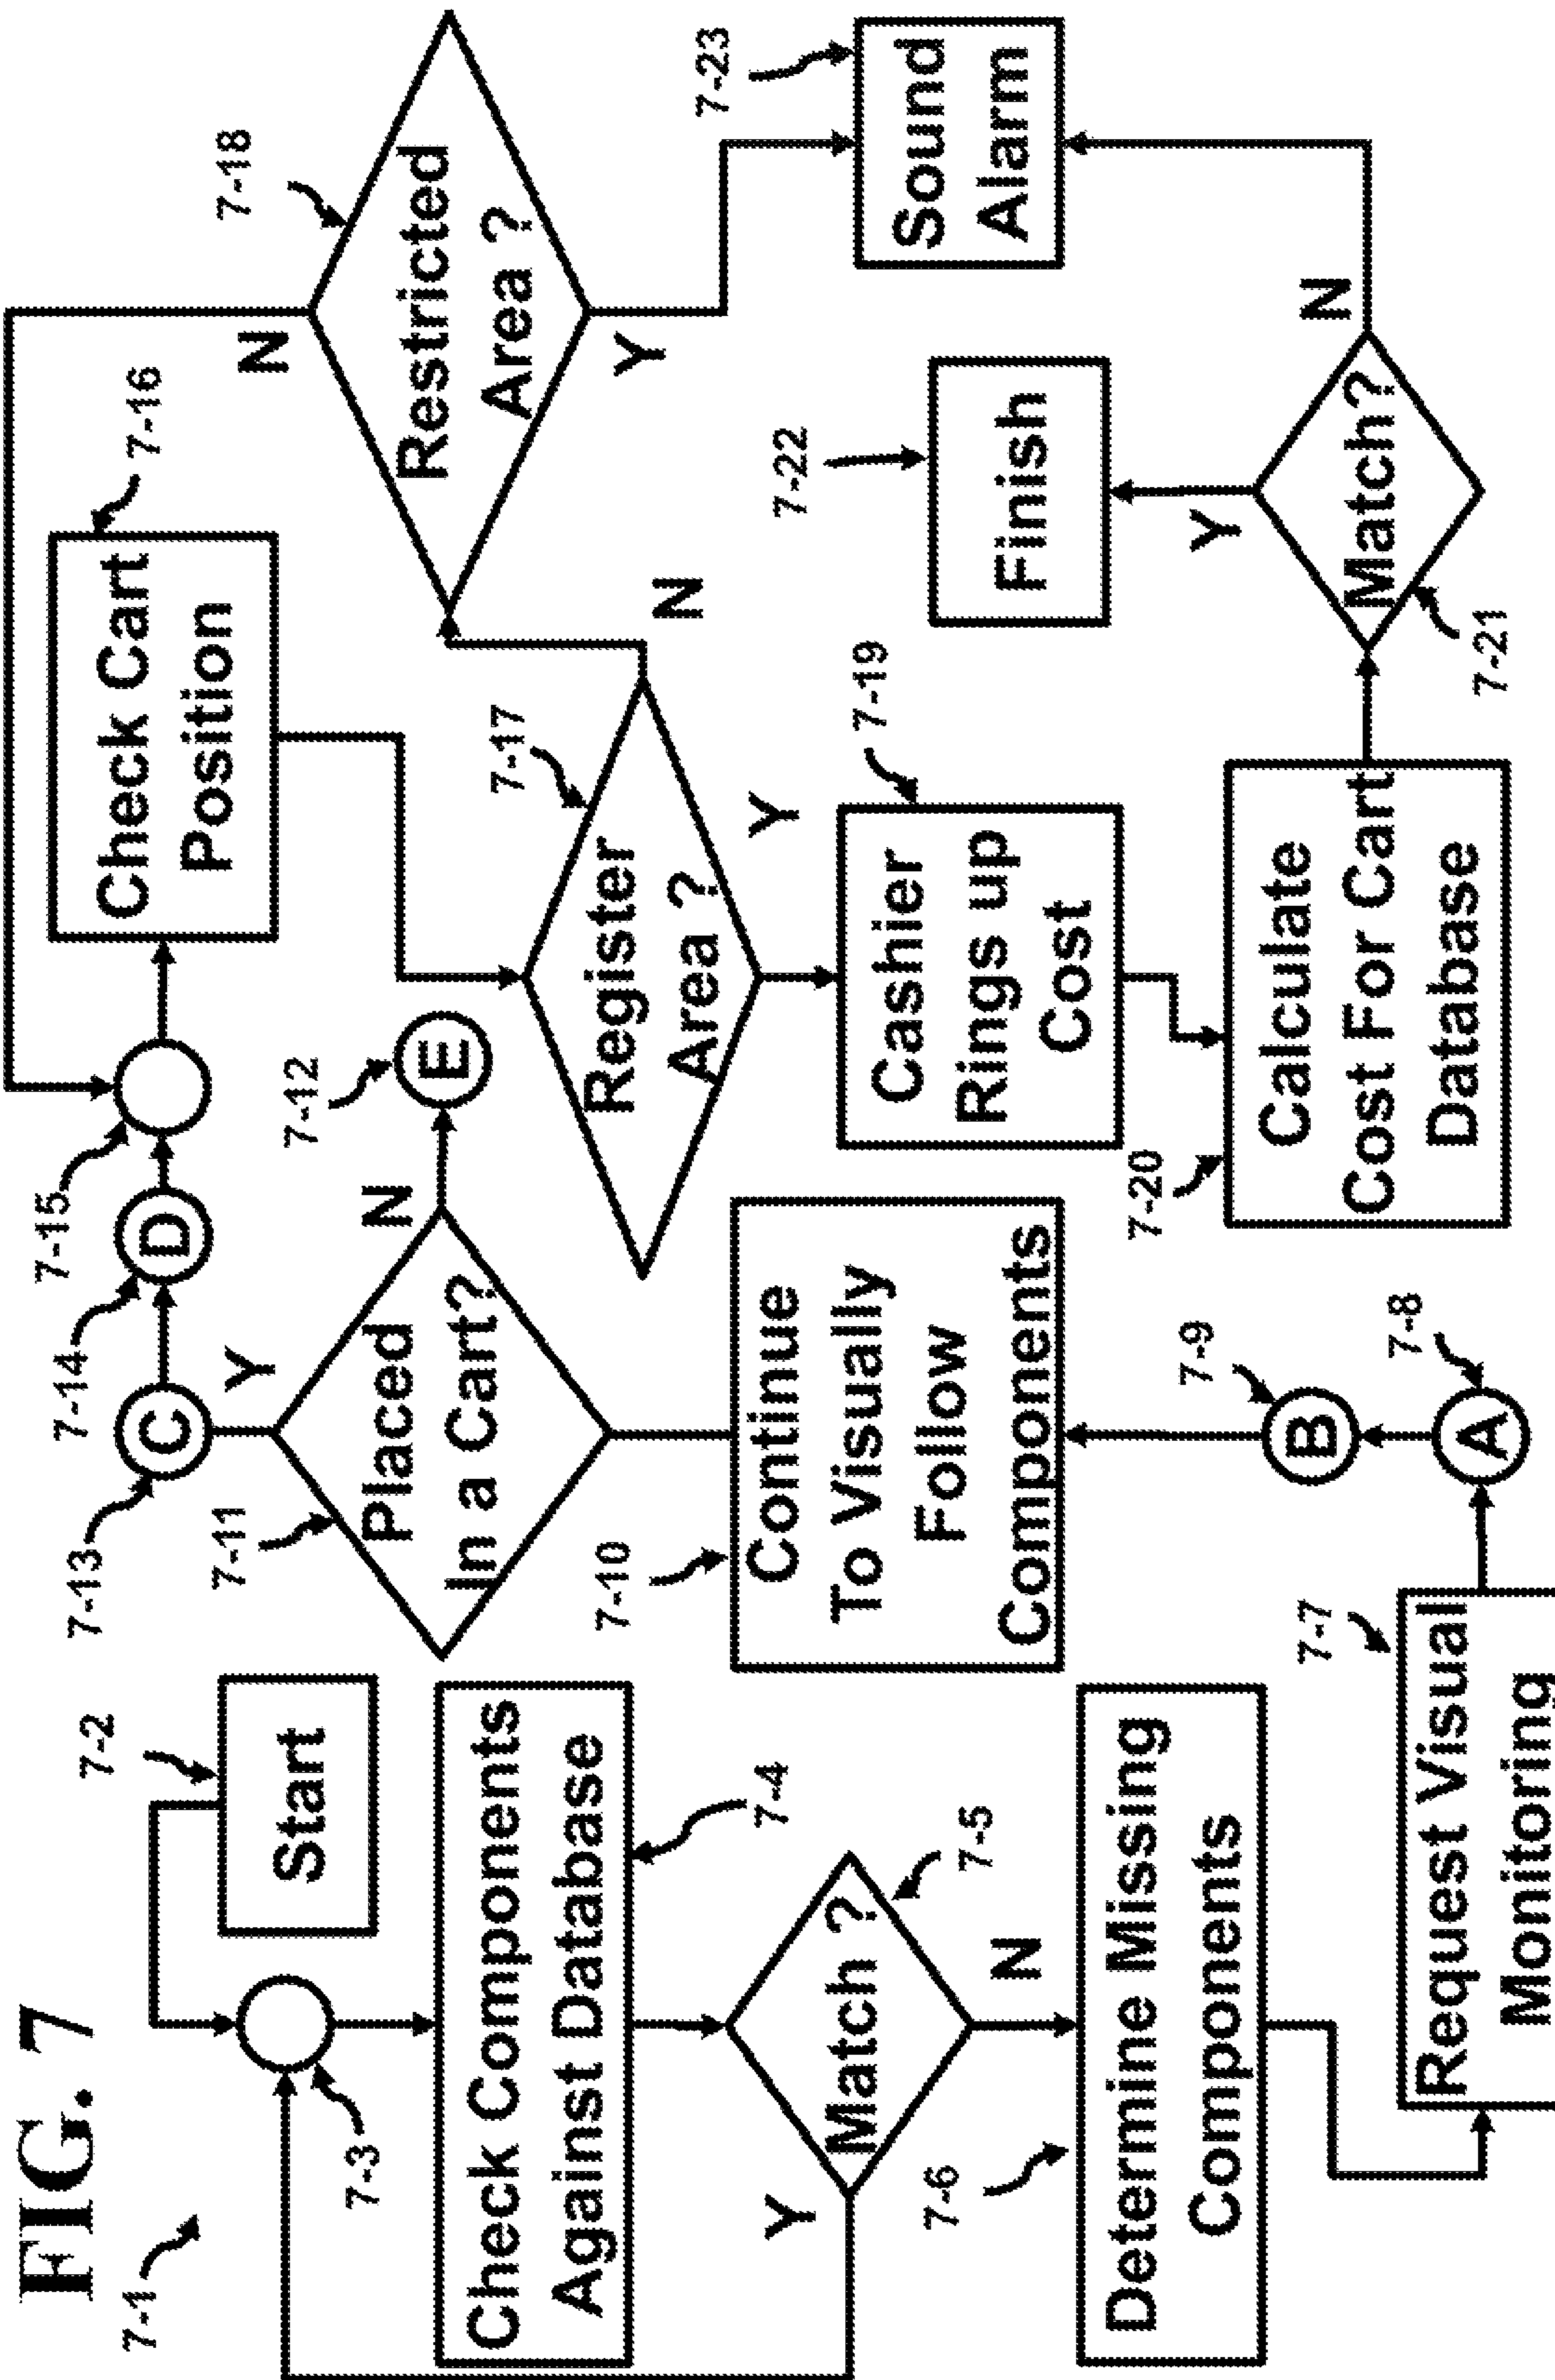 FIG. 7
7-1
7-2
Start
7-3
Check Components
Against Database
7-4
Match ?
7-5
Y
N
7-6
Determine Missing
Components
7-7
Request Visual
Monitoring
7-8
A
7-9
B
7-10
Continue
To Visually
Follow
Components
7-11
Placed
In a Cart?
Y
N
7-12
E
7-13
C
7-14
D
7-15
7-16
Check Cart
Position
7-17
Register
Area ?
Y
N
7-18
Restricted
Area ?
N
Y
7-19
Cashier
Rings up
Cost
7-20
Calculate
Cost For Cart
Database
7-21
Match?
Y
N
7-22
Finish
7-23
Sound
Alarm